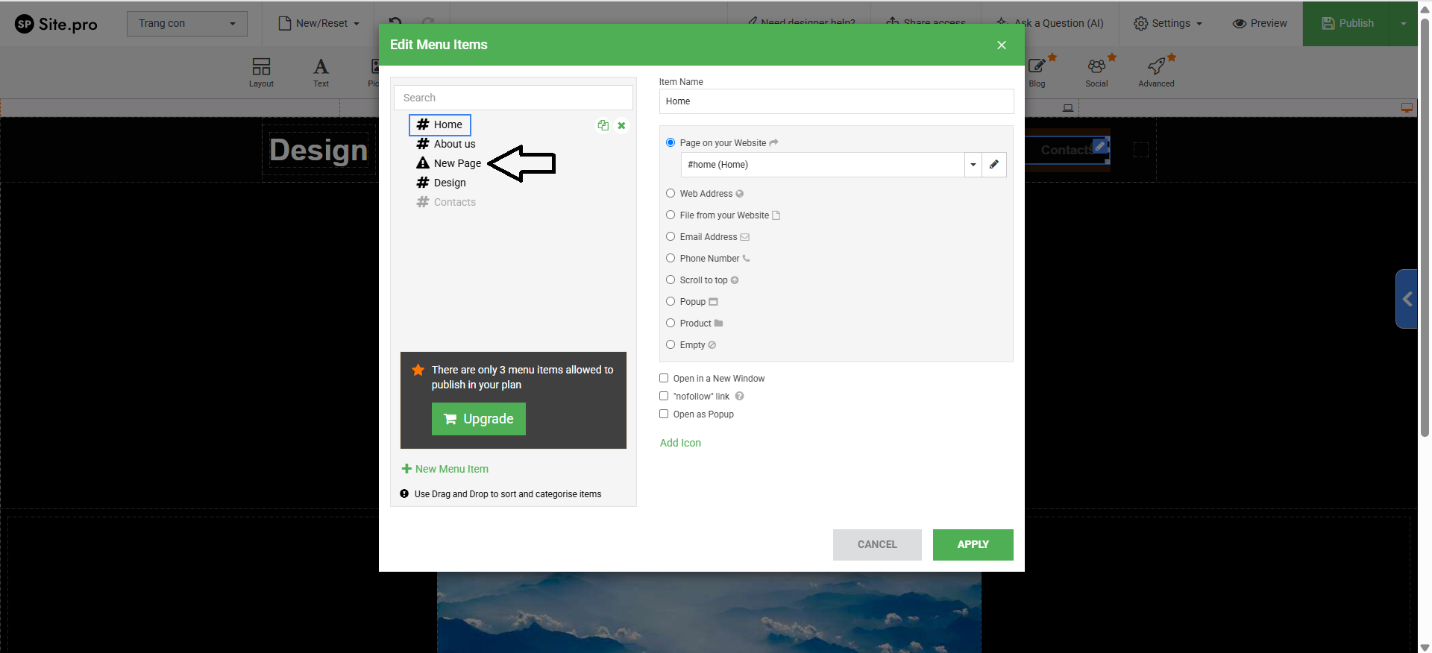 SP Site.pro
Trang con
New/Reset
Need designer help?
Share access
Ask a Question (AI)
Settings
Preview
Publish
Edit Menu Items
Layout
Text
Blog
Social
Advanced
Search
Home
About us
New Page
Design
Contacts
There are only 3 menu items allowed to
publish in your plan
Upgrade
New Menu Item
Use Drag and Drop to sort and categorise items
Item Name
Home
Page on your Website
#home (Home)
Web Address
File from your Website
Email Address
Phone Number
Scroll to top
Popup
Product
Empty
Open in a New Window
"nofollow" link
Open as Popup
Add Icon
CANCEL
APPLY
Design
Contacts